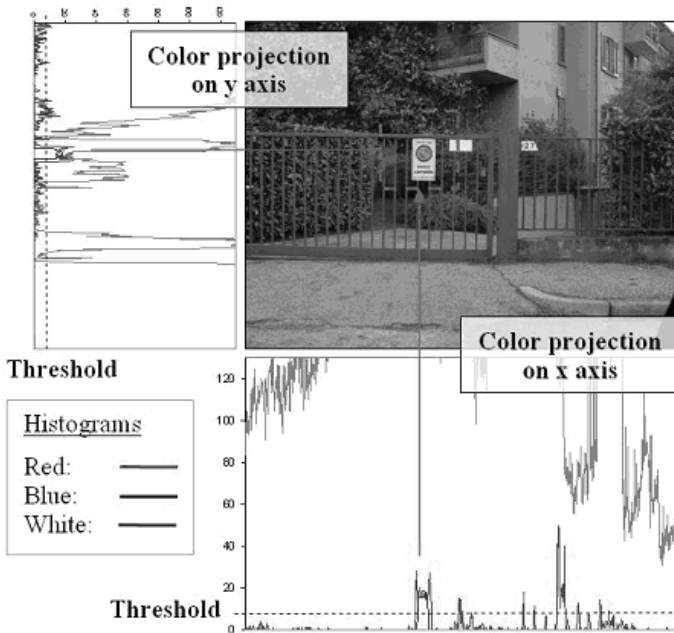 Color projection
on y axis
27
Color projection
on x axis
Threshold
Histograms
Red:
Blue:
White:
120
100
80
60
40
20
0
Threshold